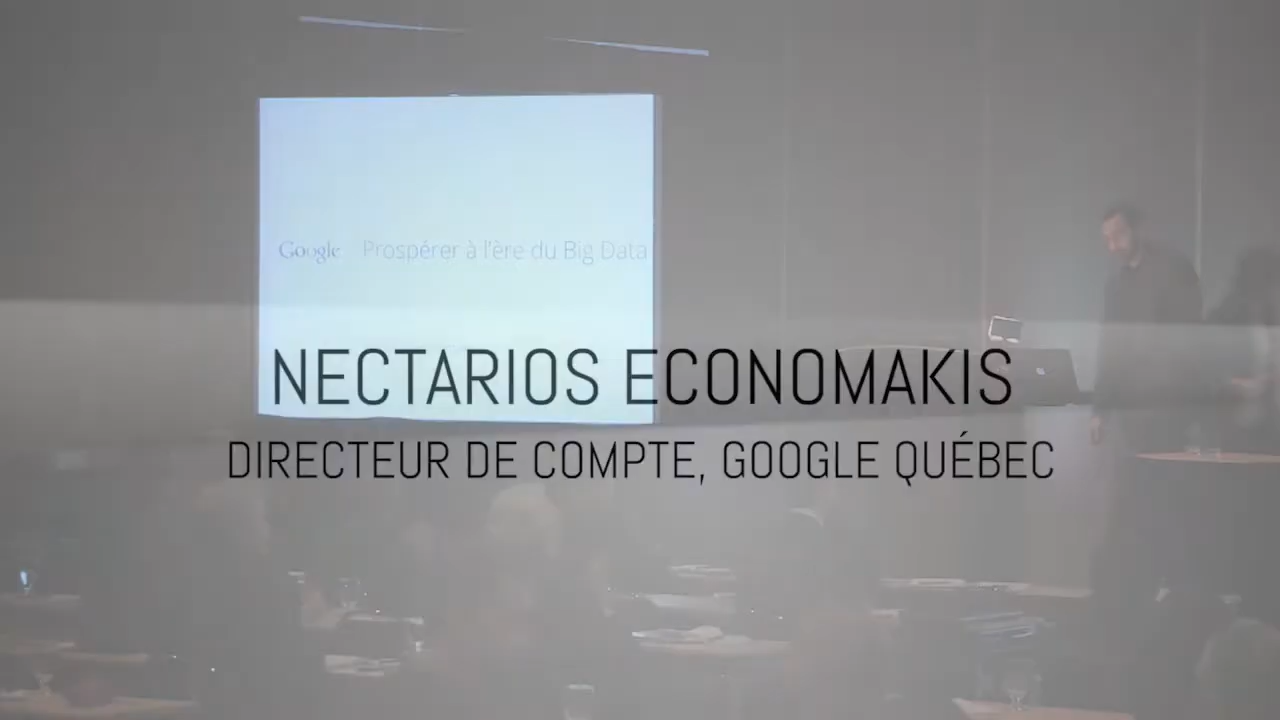 Google Prospérer à l'ère du Big Data
NECTARIOS ECONOMAKIS
DIRECTEUR DE COMPTE, GOOGLE QUÉBEC